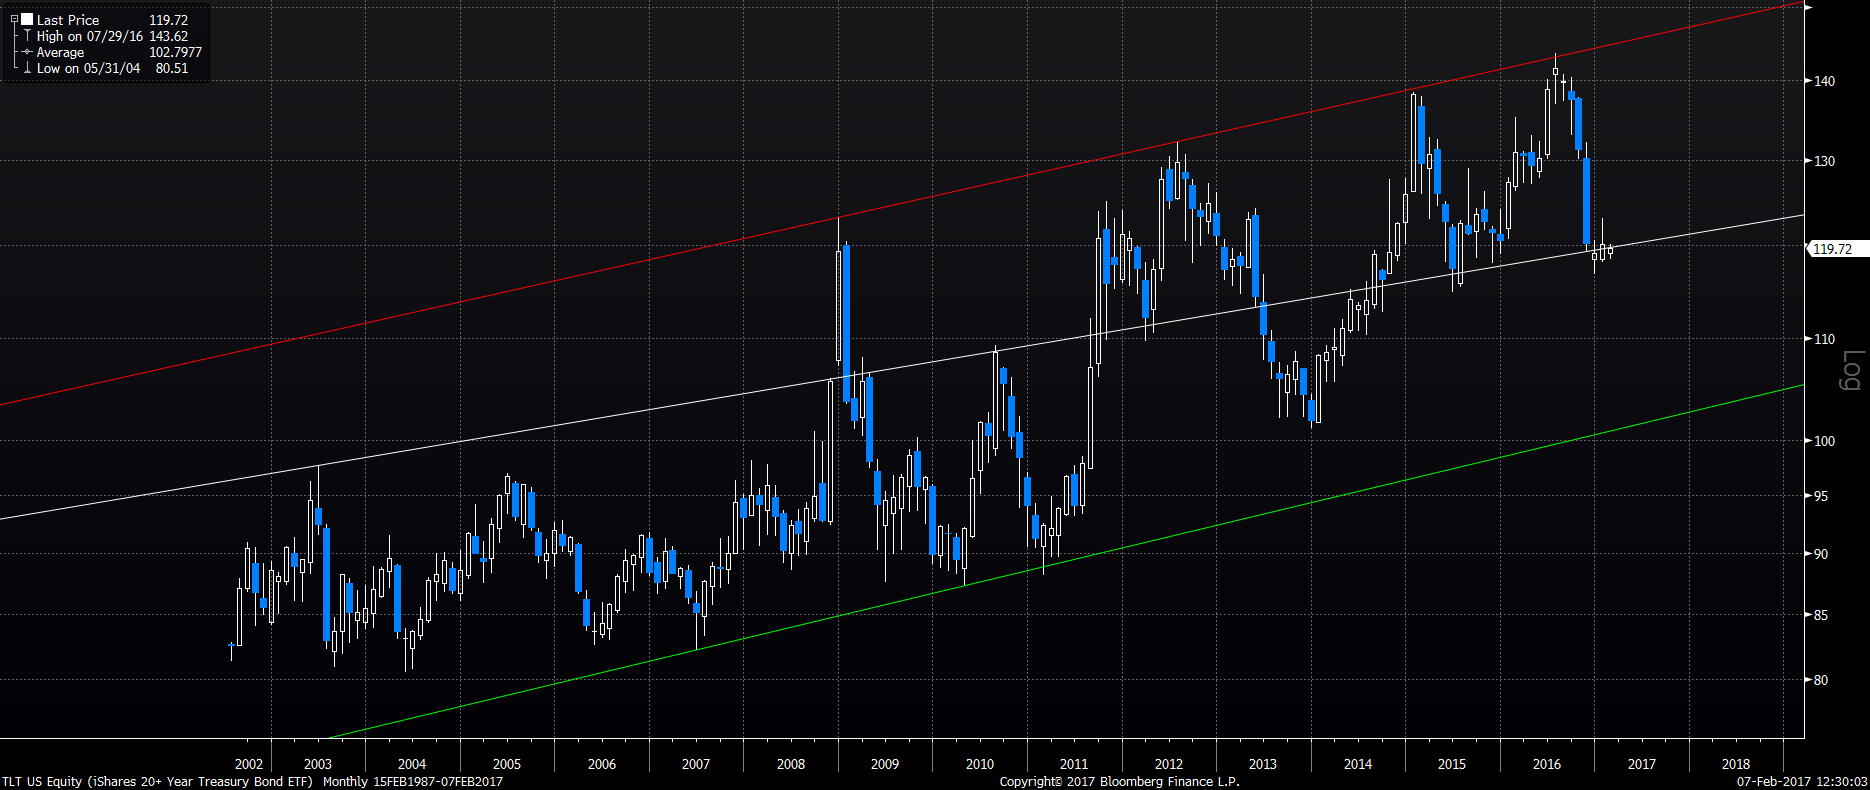 Last Price 119.72
High on 07/29/16 143.62
Average 102.7977
Low on 05/31/04 80.51
140
130
119.72
110
100
95
90
85
80
Log
2002 2003 2004 2005 2006 2007 2008 2009 2010 2011 2012 2013 2014 2015 2016 2017 2018
TLT US Equity (iShares 20+ Year Treasury Bond ETF) Monthly 15FEB1987-07FEB2017 Copyright© 2017 Bloomberg Finance L.P. 07-Feb-2017 12:30:03